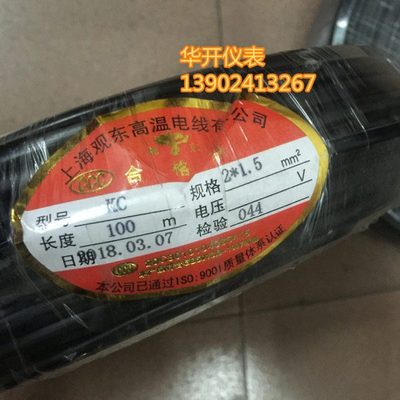 华开仪表
13902413267
上海观东高温电线有限公司
合格
型号 KC 规格 2*1.5 mm²
长度 100 m 电压 V
日期 2018.03.07 检验 044
本公司已通过ISO:9001质量体系认证